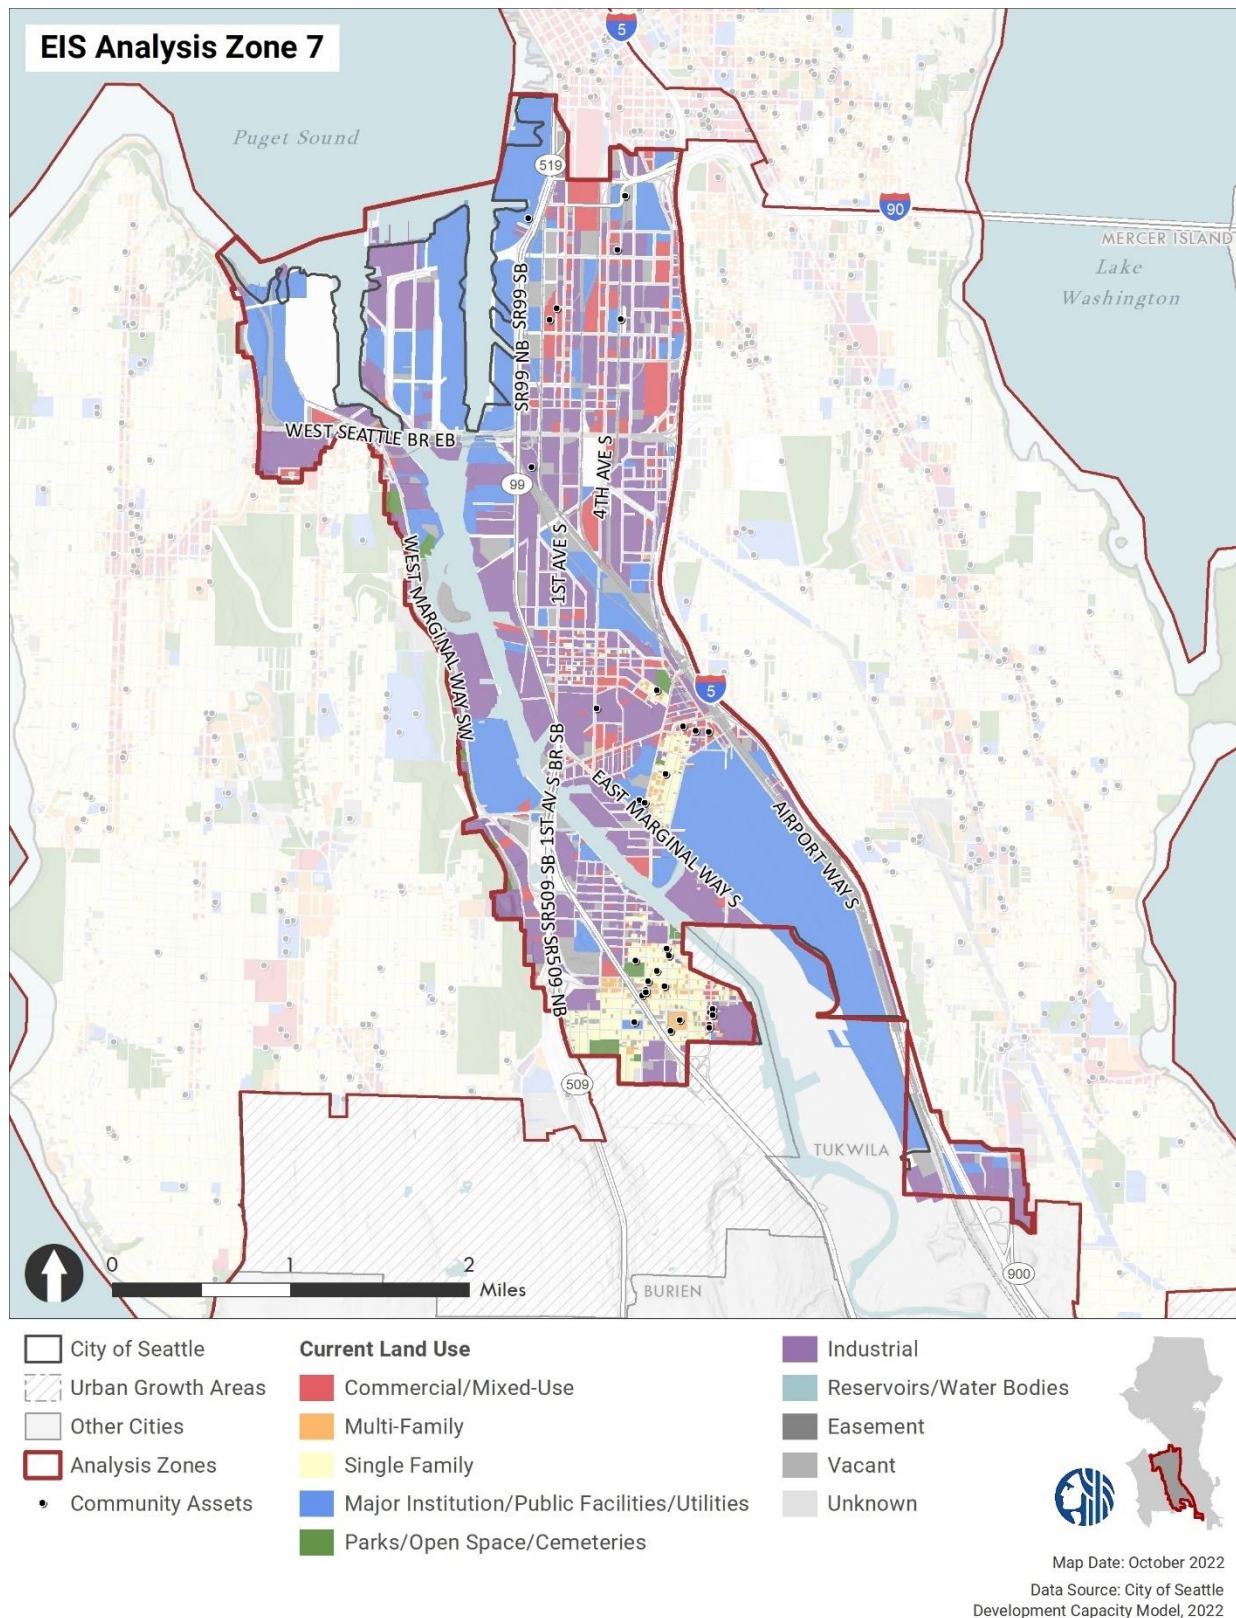 EIS Analysis Zone 7
5
Puget Sound
519
90
MERCER ISLAND
Lake
Washington
SR99 NB
SR99 SB
WEST SEATTLE BR EB
4TH AVE S
99
1ST AVE S
WEST MARGINAL WAY SW
5
1ST AV S BR SB
EAST MARGINAL WAY S
AIRPORT WAY S
SR509 SB
SR509 NB
509
TUKWILA
900
BURIEN
0 1 2
Miles
City of Seattle
Urban Growth Areas
Other Cities
Analysis Zones
Community Assets
Current Land Use
Commercial/Mixed-Use
Multi-Family
Single Family
Major Institution/Public Facilities/Utilities
Parks/Open Space/Cemeteries
Industrial
Reservoirs/Water Bodies
Easement
Vacant
Unknown
Map Date: October 2022
Data Source: City of Seattle
Development Capacity Model, 2022